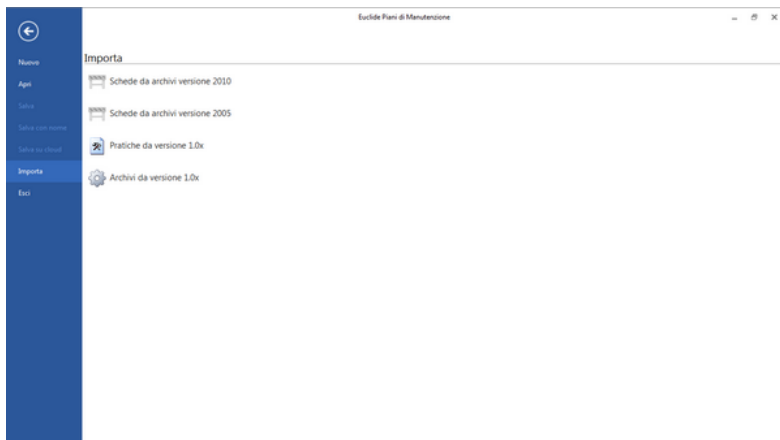 Euclide Piani di Manutenzione
Nuovo
Apri
Salva
Salva con nome
Salva su cloud
Importa
Esci
Importa
Schede da archivi versione 2010
Schede da archivi versione 2005
Pratiche da versione 1.0x
Archivi da versione 1.0x